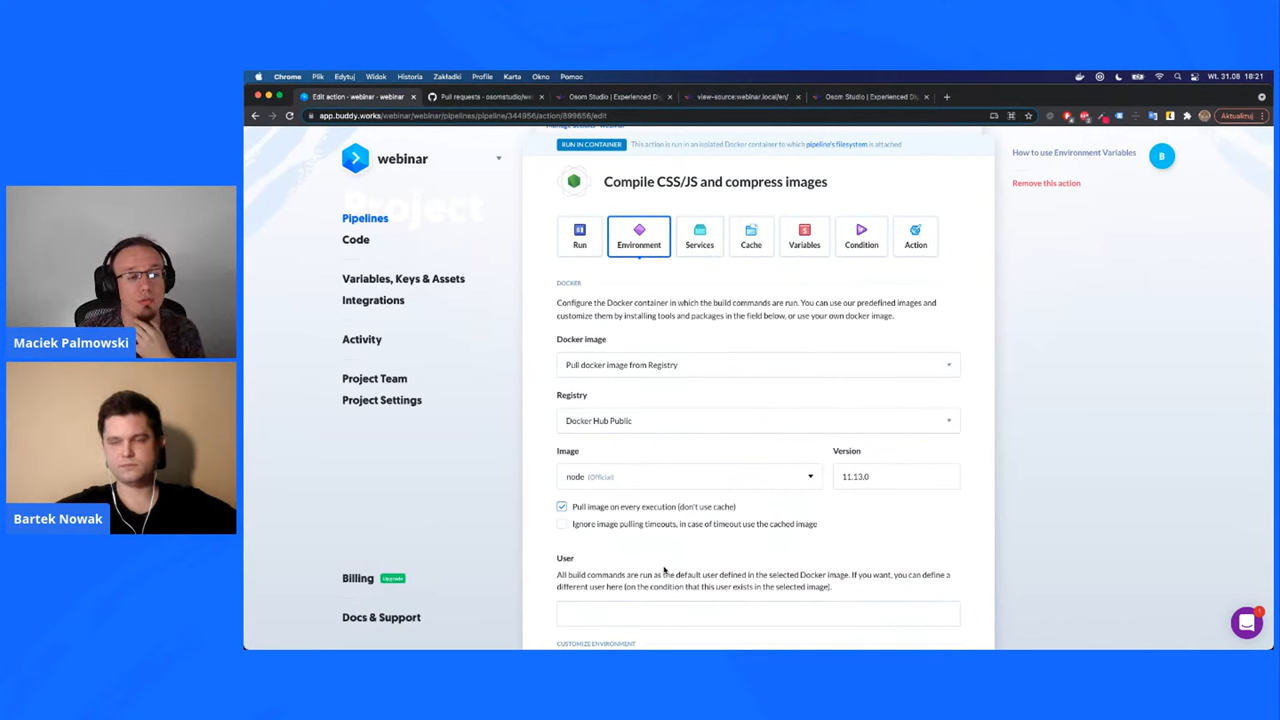 Chrome Plik Edytuj Widok Historia Zakładki Profile Karta Okno Pomoc
Wt. 31.08 18:21
Edit action - webinar - webinar
Pull requests - osomstudio/we
Osom Studio | Experienced D
view-source:webinar.local/en/
Osom Studio | Experienced D
app.buddy.works/webinar/webinar/pipelines/pipeline/344956/action/899656/edit
Aktualizuj
webinar
Project
Pipelines
Code
Variables, Keys & Assets
Integrations
Activity
Project Team
Project Settings
Billing Upgrade
Docs & Support
RUN IN CONTAINER This action is run in an isolated Docker container to which pipeline's filesystem is attached
Compile CSS/JS and compress images
Run
Environment
Services
Cache
Variables
Condition
Action
DOCKER
Configure the Docker container in which the build commands are run. You can use our predefined images and
customize them by installing tools and packages in the field below, or use your own docker image.
Docker image
Pull docker image from Registry
Registry
Docker Hub Public
Image
Version
node (Official)
11.13.0
Pull image on every execution (don't use cache)
Ignore image pulling timeouts, in case of timeout use the cached image
User
All build commands are run as the default user defined in the selected Docker image. If you want, you can define a
different user here (on the condition that this user exists in the selected image).
CUSTOMIZE ENVIRONMENT
How to use Environment Variables
B
Remove this action
1
Maciek Palmowski
Bartek Nowak